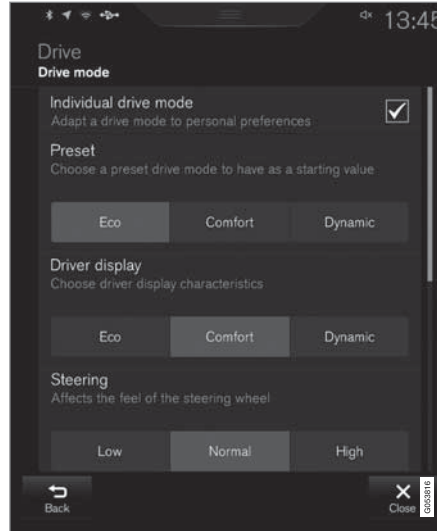 13:45
Drive
Drive mode
Individual drive mode
Adapt a drive mode to personal preferences
Preset
Choose a preset drive mode to have as a starting value
Eco Comfort Dynamic
Driver display
Choose driver display characteristics
Eco Comfort Dynamic
Steering
Affects the feel of the steering wheel
Low Normal High
Back Close
G053816